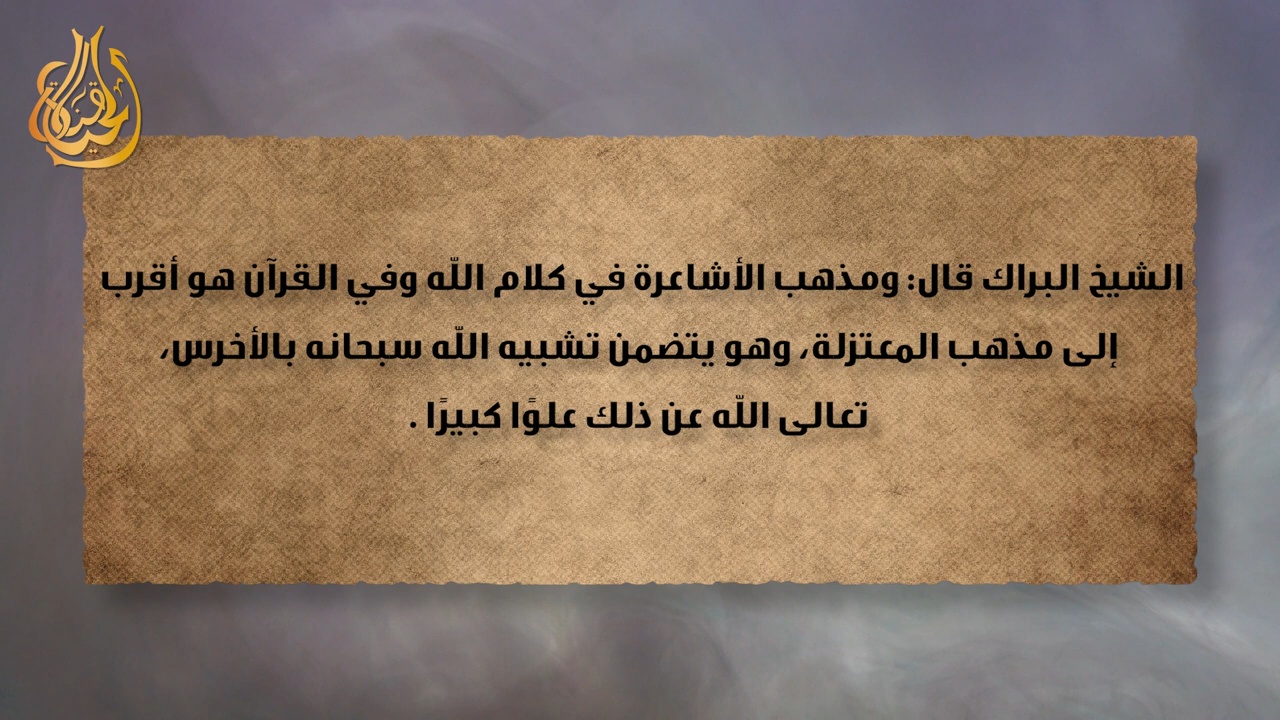 الشيخ البراك قال: ومذهب الأشاعرة في كلام الله وفي القرآن هو أقرب
إلى مذهب المعتزلة، وهو يتضمن تشبيه الله سبحانه بالأخرس،
تعالى الله عن ذلك علوًا كبيرًا .